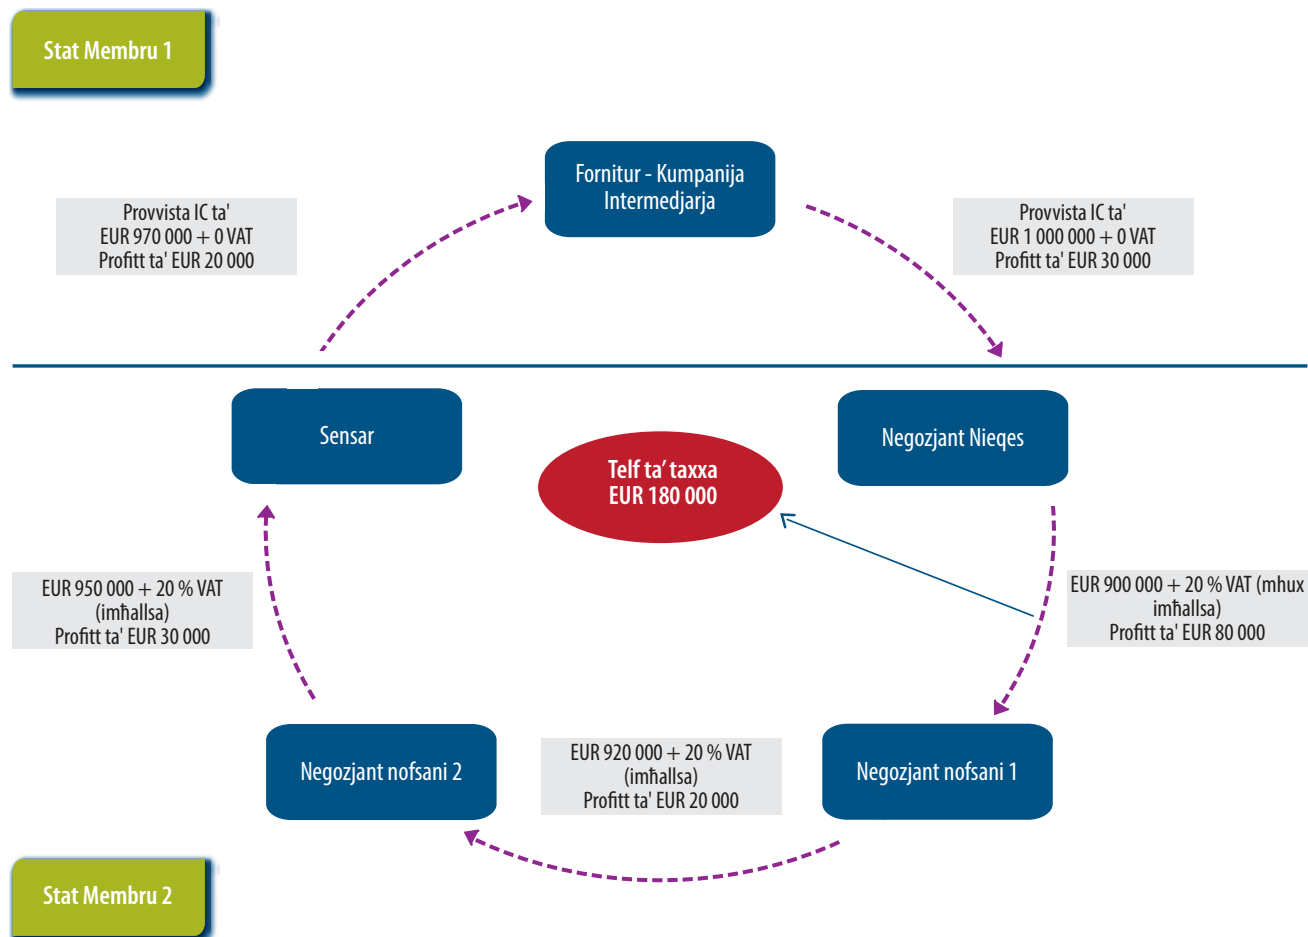 Stat Membru 1
Fornitur - Kumpanija
Intermedjarja
Provvista IC ta'
EUR 970 000 + 0 VAT
Profitt ta' EUR 20 000
Provvista IC ta'
EUR 1 000 000 + 0 VAT
Profitt ta' EUR 30 000
Sensar
Telf ta’ taxxa
EUR 180 000
Negozjant Nieqes
EUR 950 000 + 20 % VAT
(imħallsa)
Profitt ta' EUR 30 000
EUR 900 000 + 20 % VAT (mhux
imħallsa)
Profitt ta' EUR 80 000
Negozjant nofsani 2
EUR 920 000 + 20 % VAT
(imħallsa)
Profitt ta' EUR 20 000
Negozjant nofsani 1
Stat Membru 2